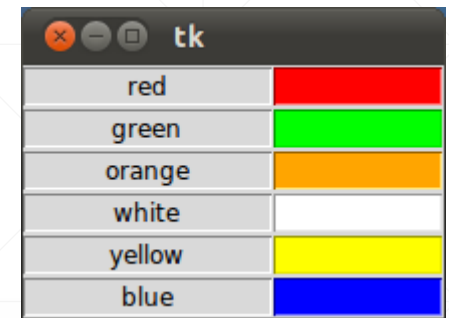 tk
red
green
orange
white
yellow
blue